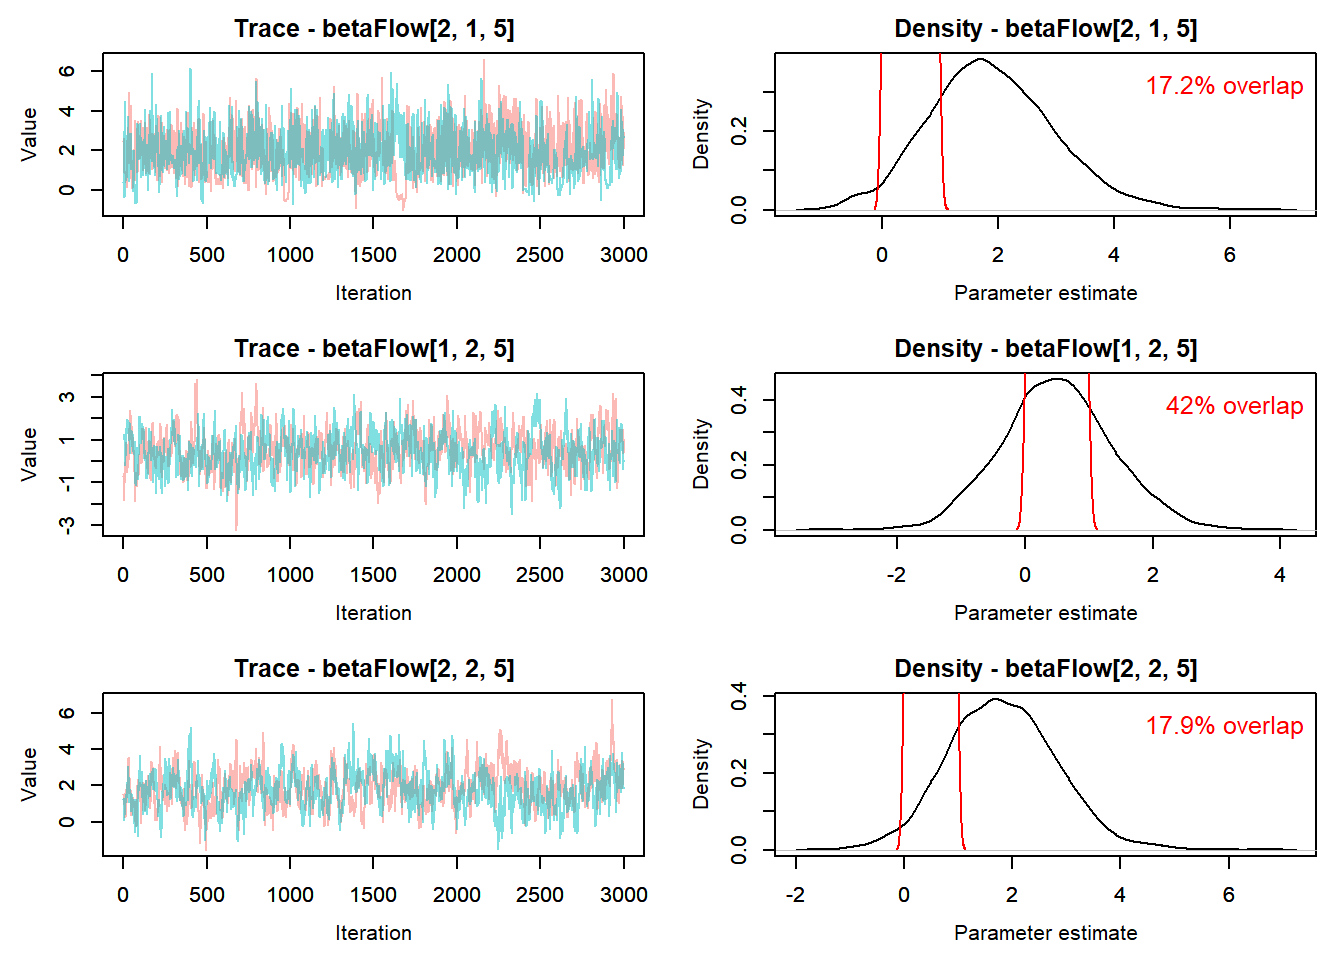 Trace - betaFlow[2, 1, 5]
Value
0 2 4 6
0 500 1000 1500 2000 2500 3000
Iteration
Density - betaFlow[2, 1, 5]
17.2% overlap
Density
0.0 0.2
0 2 4 6
Parameter estimate
Trace - betaFlow[1, 2, 5]
Value
-3 -1 1 3
0 500 1000 1500 2000 2500 3000
Iteration
Density - betaFlow[1, 2, 5]
42% overlap
Density
0.0 0.2 0.4
-2 0 2 4
Parameter estimate
Trace - betaFlow[2, 2, 5]
Value
0 2 4 6
0 500 1000 1500 2000 2500 3000
Iteration
Density - betaFlow[2, 2, 5]
17.9% overlap
Density
0.0 0.2 0.4
-2 0 2 4 6
Parameter estimate